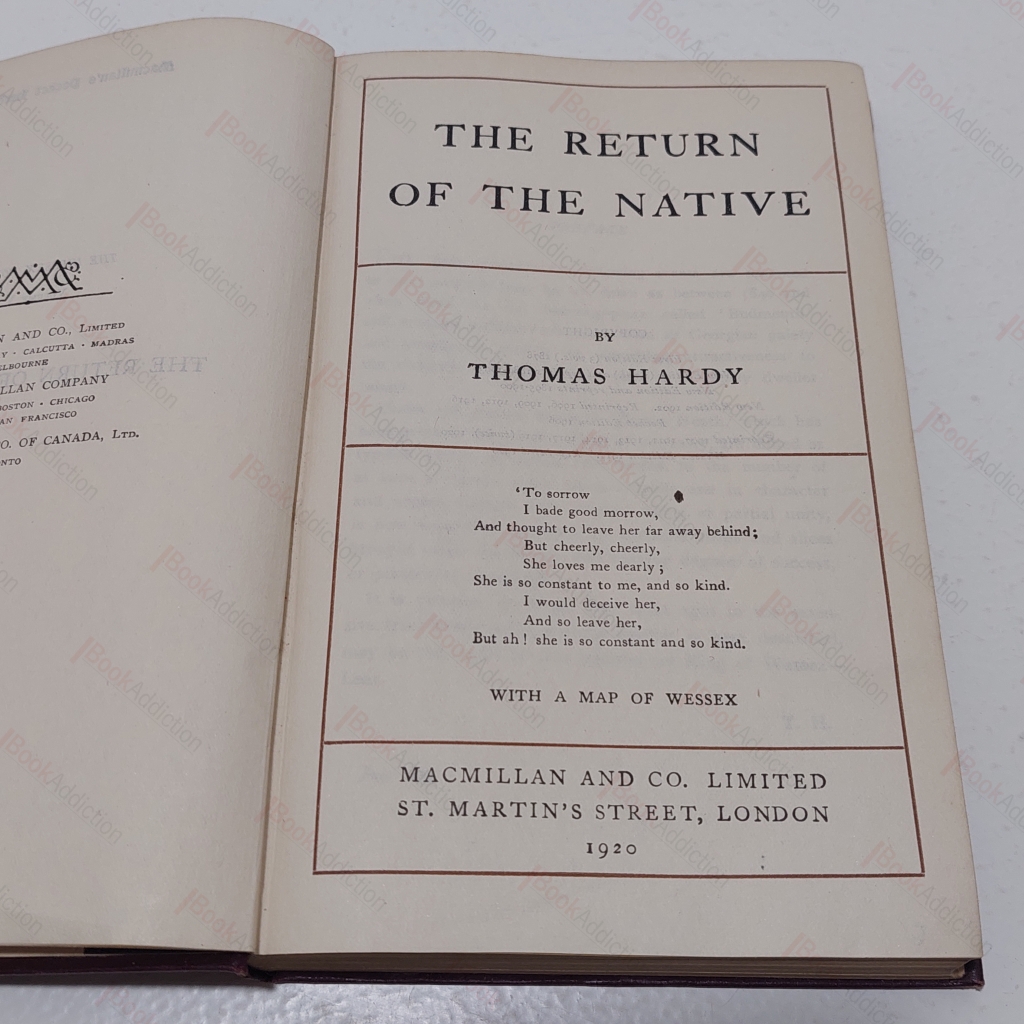 N AND CO., LIMITED
Y · CALCUTTA · MADRAS
LBOURNE
LLAN COMPANY
BOSTON · CHICAGO
AN FRANCISCO
O. OF CANADA, LTD.
NTO
THE RETURN
OF THE NATIVE
BY
THOMAS HARDY
'To sorrow
I bade good morrow,
And thought to leave her far away behind;
But cheerly, cheerly,
She loves me dearly;
She is so constant to me, and so kind.
I would deceive her,
And so leave her,
But ah! she is so constant and so kind.
WITH A MAP OF WESSEX
MACMILLAN AND CO. LIMITED
ST. MARTIN'S STREET, LONDON
1920
BookAddiction